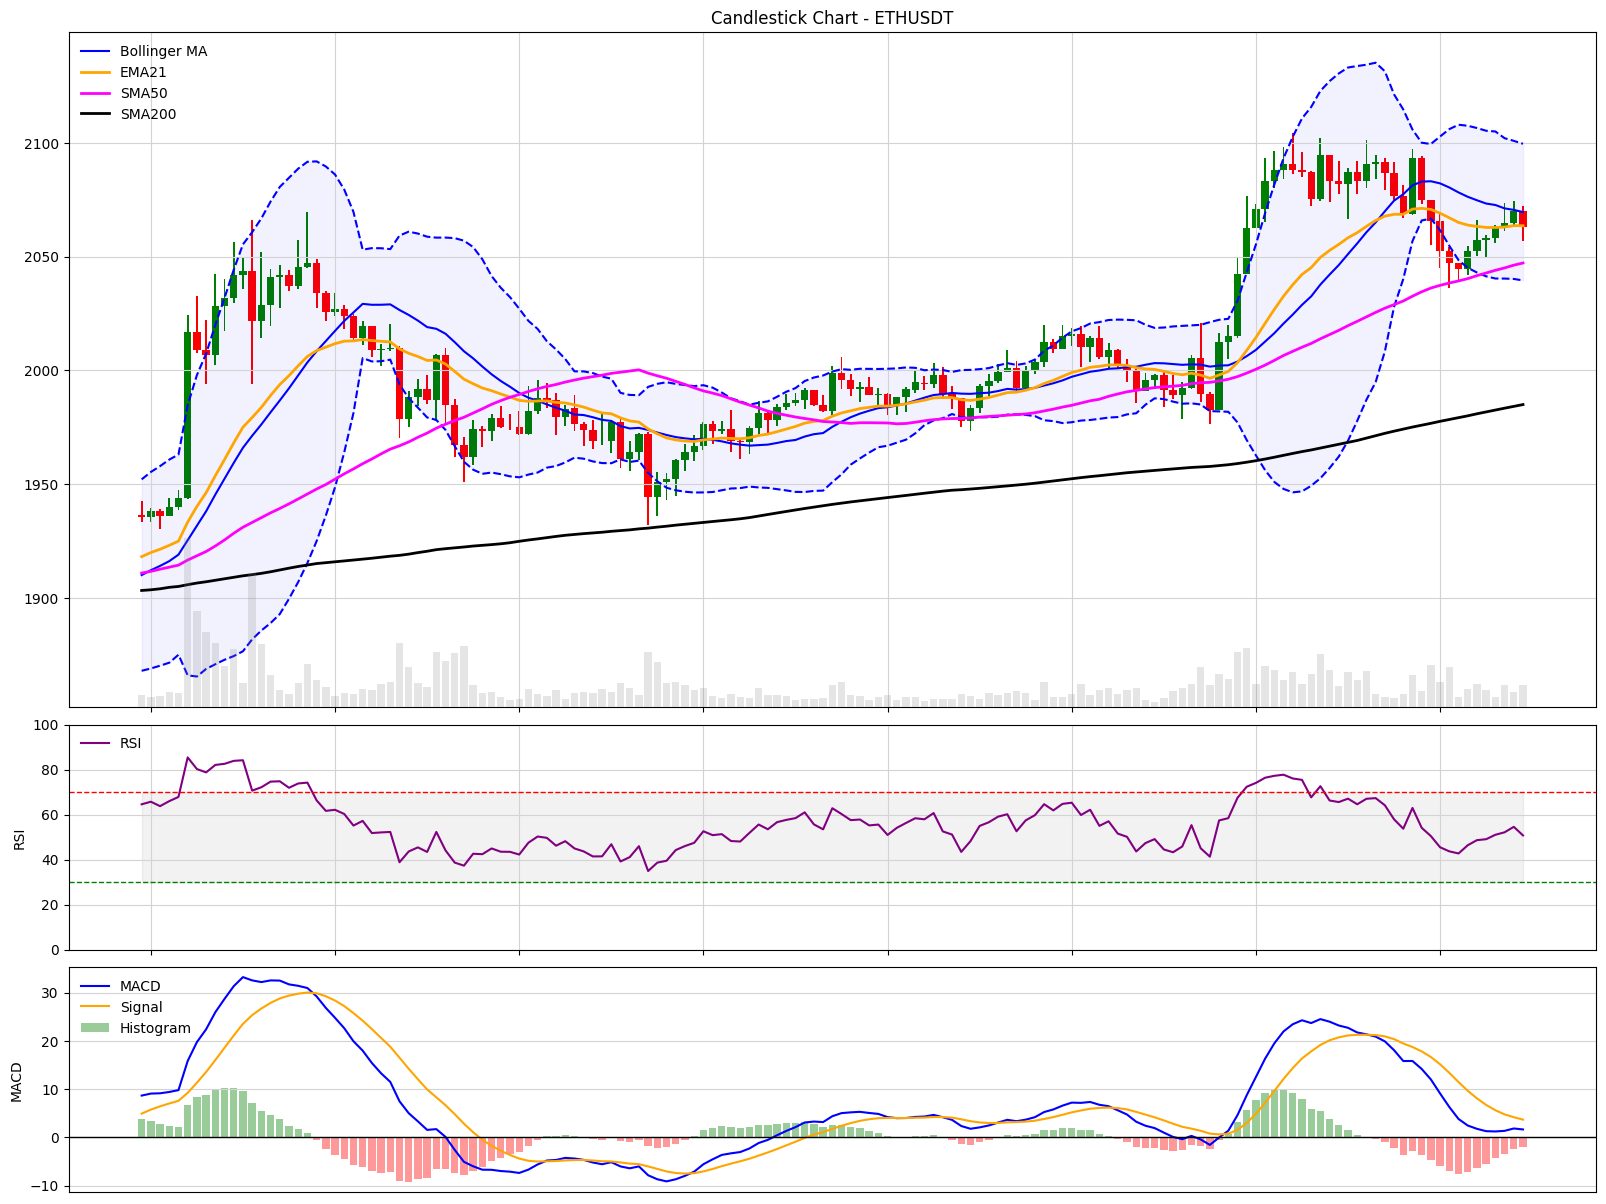 Candlestick Chart - ETHUSDT
Bollinger MA
EMA21
SMA50
SMA200
2100
2050
2000
1950
1900
100
RSI
80
60
RSI
40
20
0
MACD
30
Signal
Histogram
20
MACD
10
0
−10